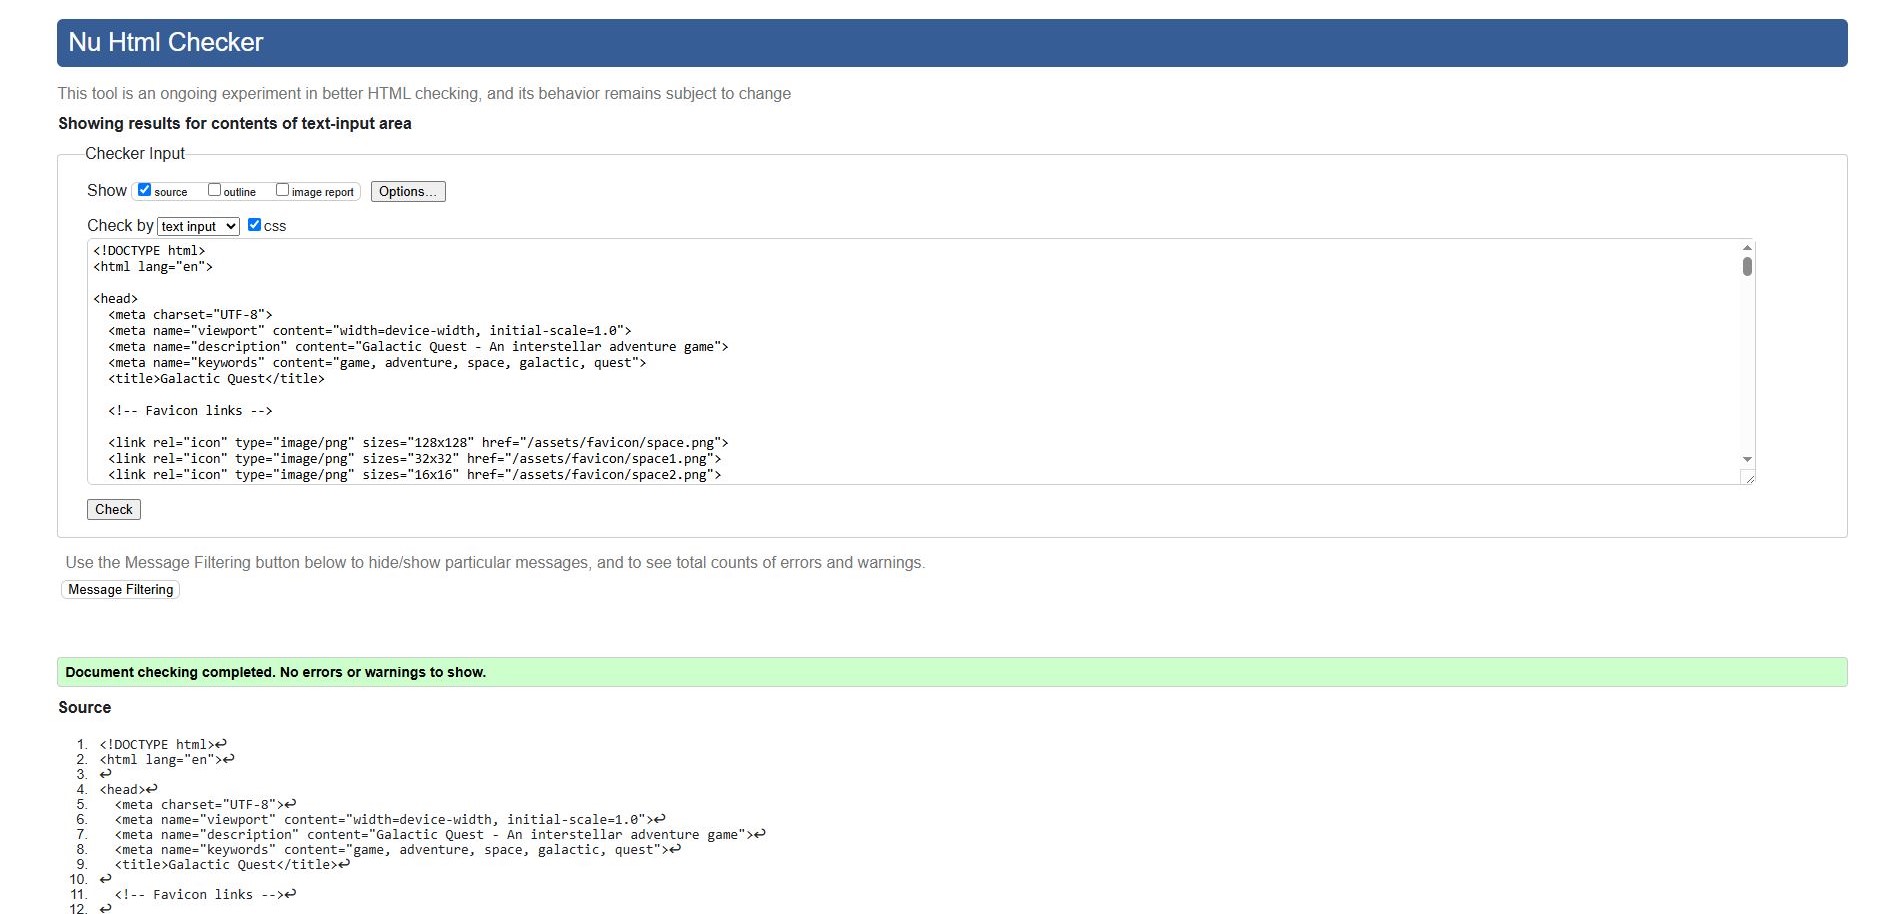 Nu Html Checker
This tool is an ongoing experiment in better HTML checking, and its behavior remains subject to change
Showing results for contents of text-input area
Checker Input
Show source outline image report Options...
Check by text input css
<!DOCTYPE html>
<html lang="en">
<head>
<meta charset="UTF-8">
<meta name="viewport" content="width=device-width, initial-scale=1.0">
<meta name="description" content="Galactic Quest - An interstellar adventure game">
<meta name="keywords" content="game, adventure, space, galactic, quest">
<title>Galactic Quest</title>
<!-- Favicon links -->
<link rel="icon" type="image/png" sizes="128x128" href="/assets/favicon/space.png">
<link rel="icon" type="image/png" sizes="32x32" href="/assets/favicon/space1.png">
<link rel="icon" type="image/png" sizes="16x16" href="/assets/favicon/space2.png">
Check
Use the Message Filtering button below to hide/show particular messages, and to see total counts of errors and warnings.
Message Filtering
Document checking completed. No errors or warnings to show.
Source
1. <!DOCTYPE html>↩
2. <html lang="en">↩
3. ↩
4. <head>↩
5. <meta charset="UTF-8">↩
6. <meta name="viewport" content="width=device-width, initial-scale=1.0">↩
7. <meta name="description" content="Galactic Quest - An interstellar adventure game">↩
8. <meta name="keywords" content="game, adventure, space, galactic, quest">↩
9. <title>Galactic Quest</title>↩
10. ↩
11. <!-- Favicon links -->↩
12. ↩